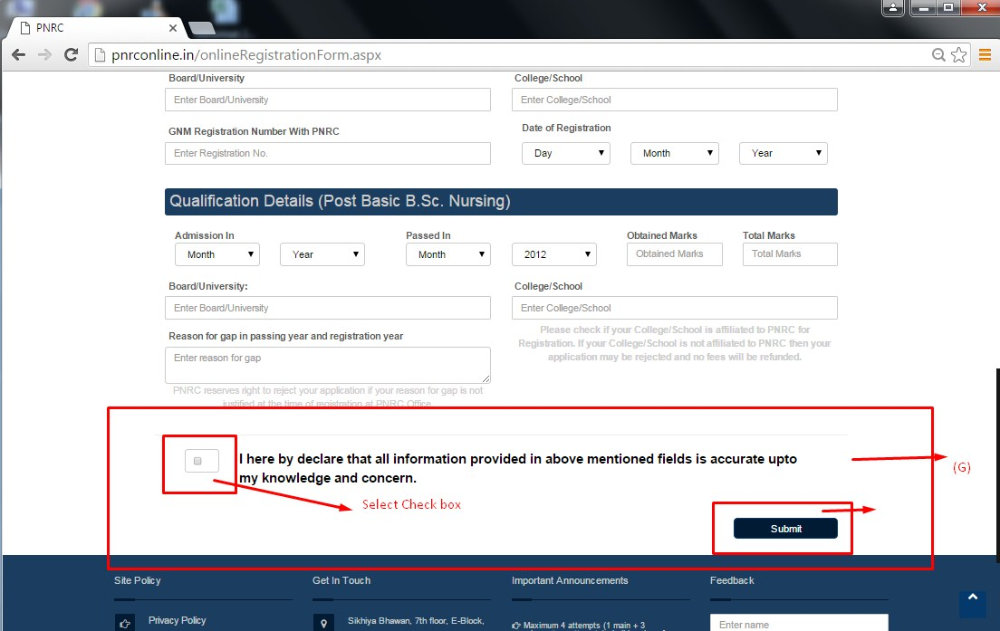 PNRC
pnrconline.in/onlineRegistrationForm.aspx
Board/University College/School
Enter Board/University Enter College/School
GNM Registration Number With PNRC Date of Registration
Enter Registration No. Day Month Year
Qualification Details (Post Basic B.Sc. Nursing)
Admission In Passed In Obtained Marks Total Marks
Month Year Month 2012 Obtained Marks Total Marks
Board/University: College/School
Enter Board/University Enter College/School
Please check if your College/School is affiliated to PNRC for
Registration. If your College/School is not affiliated to PNRC then your
application may be rejected and no fees will be refunded.
Reason for gap in passing year and registration year
Enter reason for gap
PNRC reserves right to reject your application if your reason for gap is not
justified at the time of registration at PNRC Office
I here by declare that all information provided in above mentioned fields is accurate upto
my knowledge and concern.
(G)
Select Check box
Submit
Site Policy Get In Touch Important Announcements Feedback
Privacy Policy Sikhiya Bhawan, 7th floor, E-Block, Maximum 4 attempts (1 main + 3 Enter name